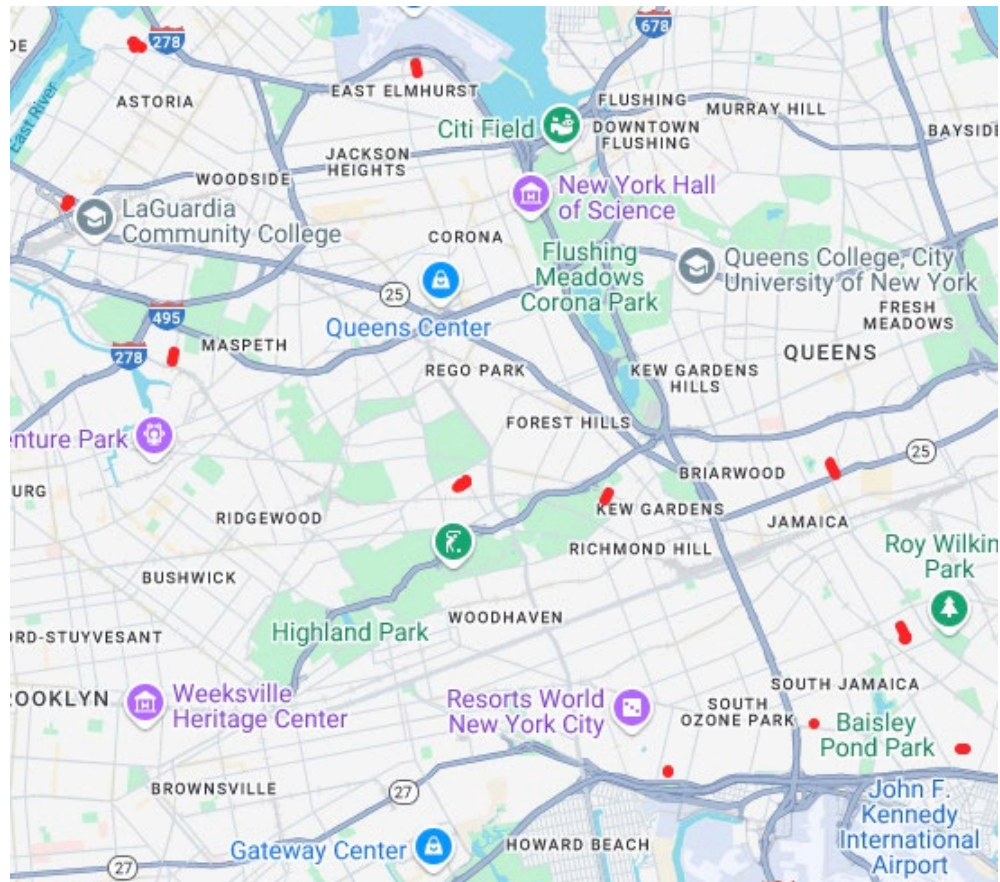 DE
278
678
ASTORIA
EAST ELMHURST
FLUSHING
MURRAY HILL
Citi Field
DOWNTOWN
FLUSHING
BAYSIDE
East River
JACKSON
HEIGHTS
WOODSIDE
New York Hall
of Science
LaGuardia
Community College
CORONA
Flushing
Meadows
Corona Park
Queens College, City
University of New York
25
Queens Center
FRESH
MEADOWS
495
278
MASPETH
QUEENS
REGO PARK
KEW GARDENS
HILLS
FOREST HILLS
enture Park
25
BRIARWOOD
URG
RIDGEWOOD
KEW GARDENS
JAMAICA
RICHMOND HILL
Roy Wilkin
Park
BUSHWICK
WOODHAVEN
ORD-STUYVESANT
Highland Park
SOUTH JAMAICA
ROOKLYN
Weeksville
Heritage Center
Resorts World
New York City
SOUTH
OZONE PARK
Baisley
Pond Park
BROWNSVILLE
27
John F.
Kennedy
International
Airport
HOWARD BEACH
Gateway Center
27